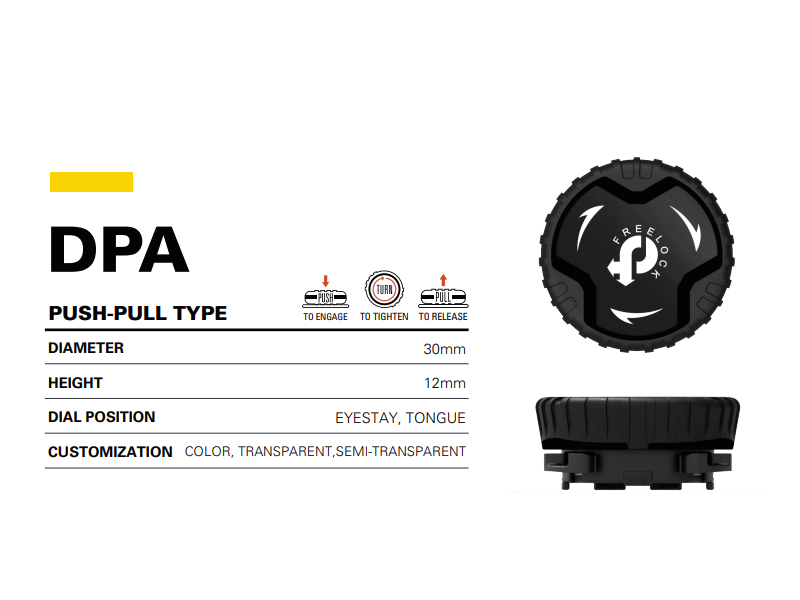 DPA
PUSH-PULL TYPE
PUSH TURN PULL
TO ENGAGE TO TIGHTEN TO RELEASE
DIAMETER 30mm
HEIGHT 12mm
DIAL POSITION EYESTAY, TONGUE
CUSTOMIZATION COLOR, TRANSPARENT,SEMI-TRANSPARENT
FREELOCK